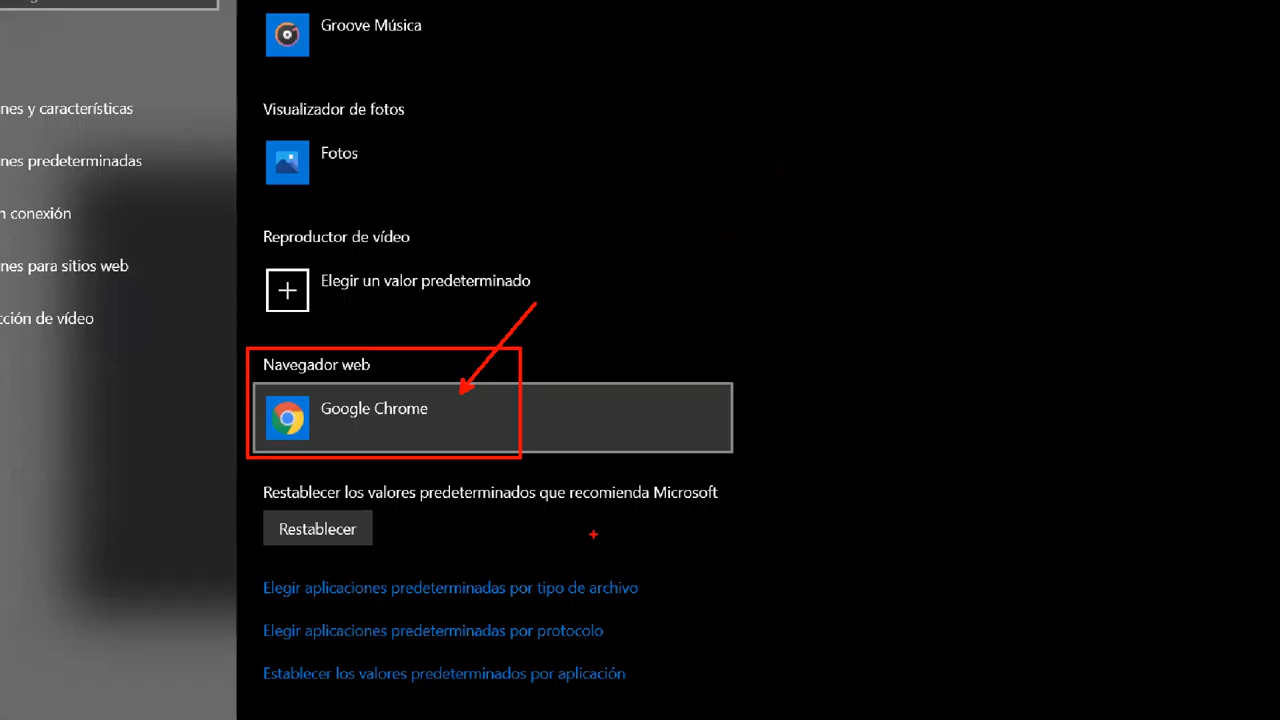 Groove Música
nes y características
Visualizador de fotos
nes predeterminadas
Fotos
n conexión
Reproductor de vídeo
nes para sitios web
Elegir un valor predeterminado
cción de vídeo
Navegador web
Google Chrome
Restablecer los valores predeterminados que recomienda Microsoft
Restablecer
Elegir aplicaciones predeterminadas por tipo de archivo
Elegir aplicaciones predeterminadas por protocolo
Establecer los valores predeterminados por aplicación